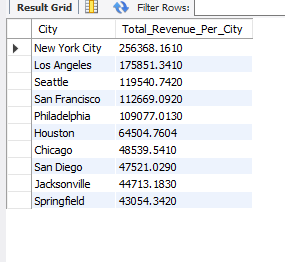 Result Grid Filter Rows:
City Total_Revenue_Per_City
New York City 256368.1610
Los Angeles 175851.3410
Seattle 119540.7420
San Francisco 112669.0920
Philadelphia 109077.0130
Houston 64504.7604
Chicago 48539.5410
San Diego 47521.0290
Jacksonville 44713.1830
Springfield 43054.3420